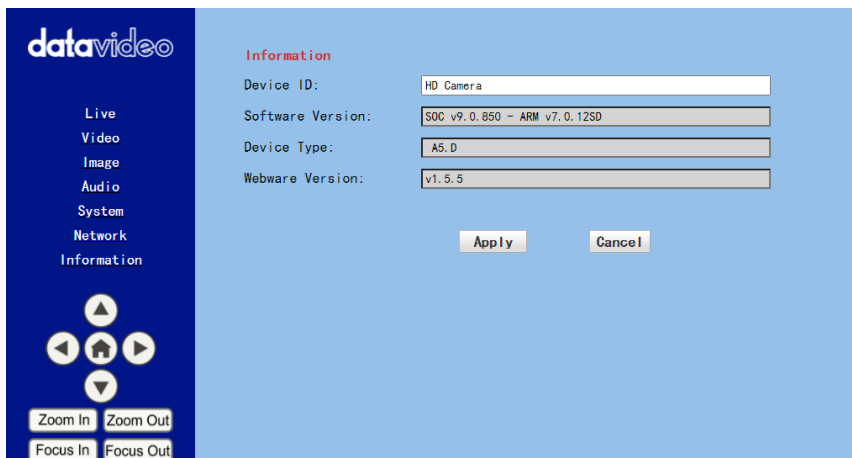 datavideo
Live
Video
Image
Audio
System
Network
Information
Zoom In Zoom Out
Focus In Focus Out
Information
Device ID: HD Camera
Software Version: SOC v9.0.850 - ARM v7.0.12SD
Device Type: A5.D
Webware Version: v1.5.5
Apply Cancel